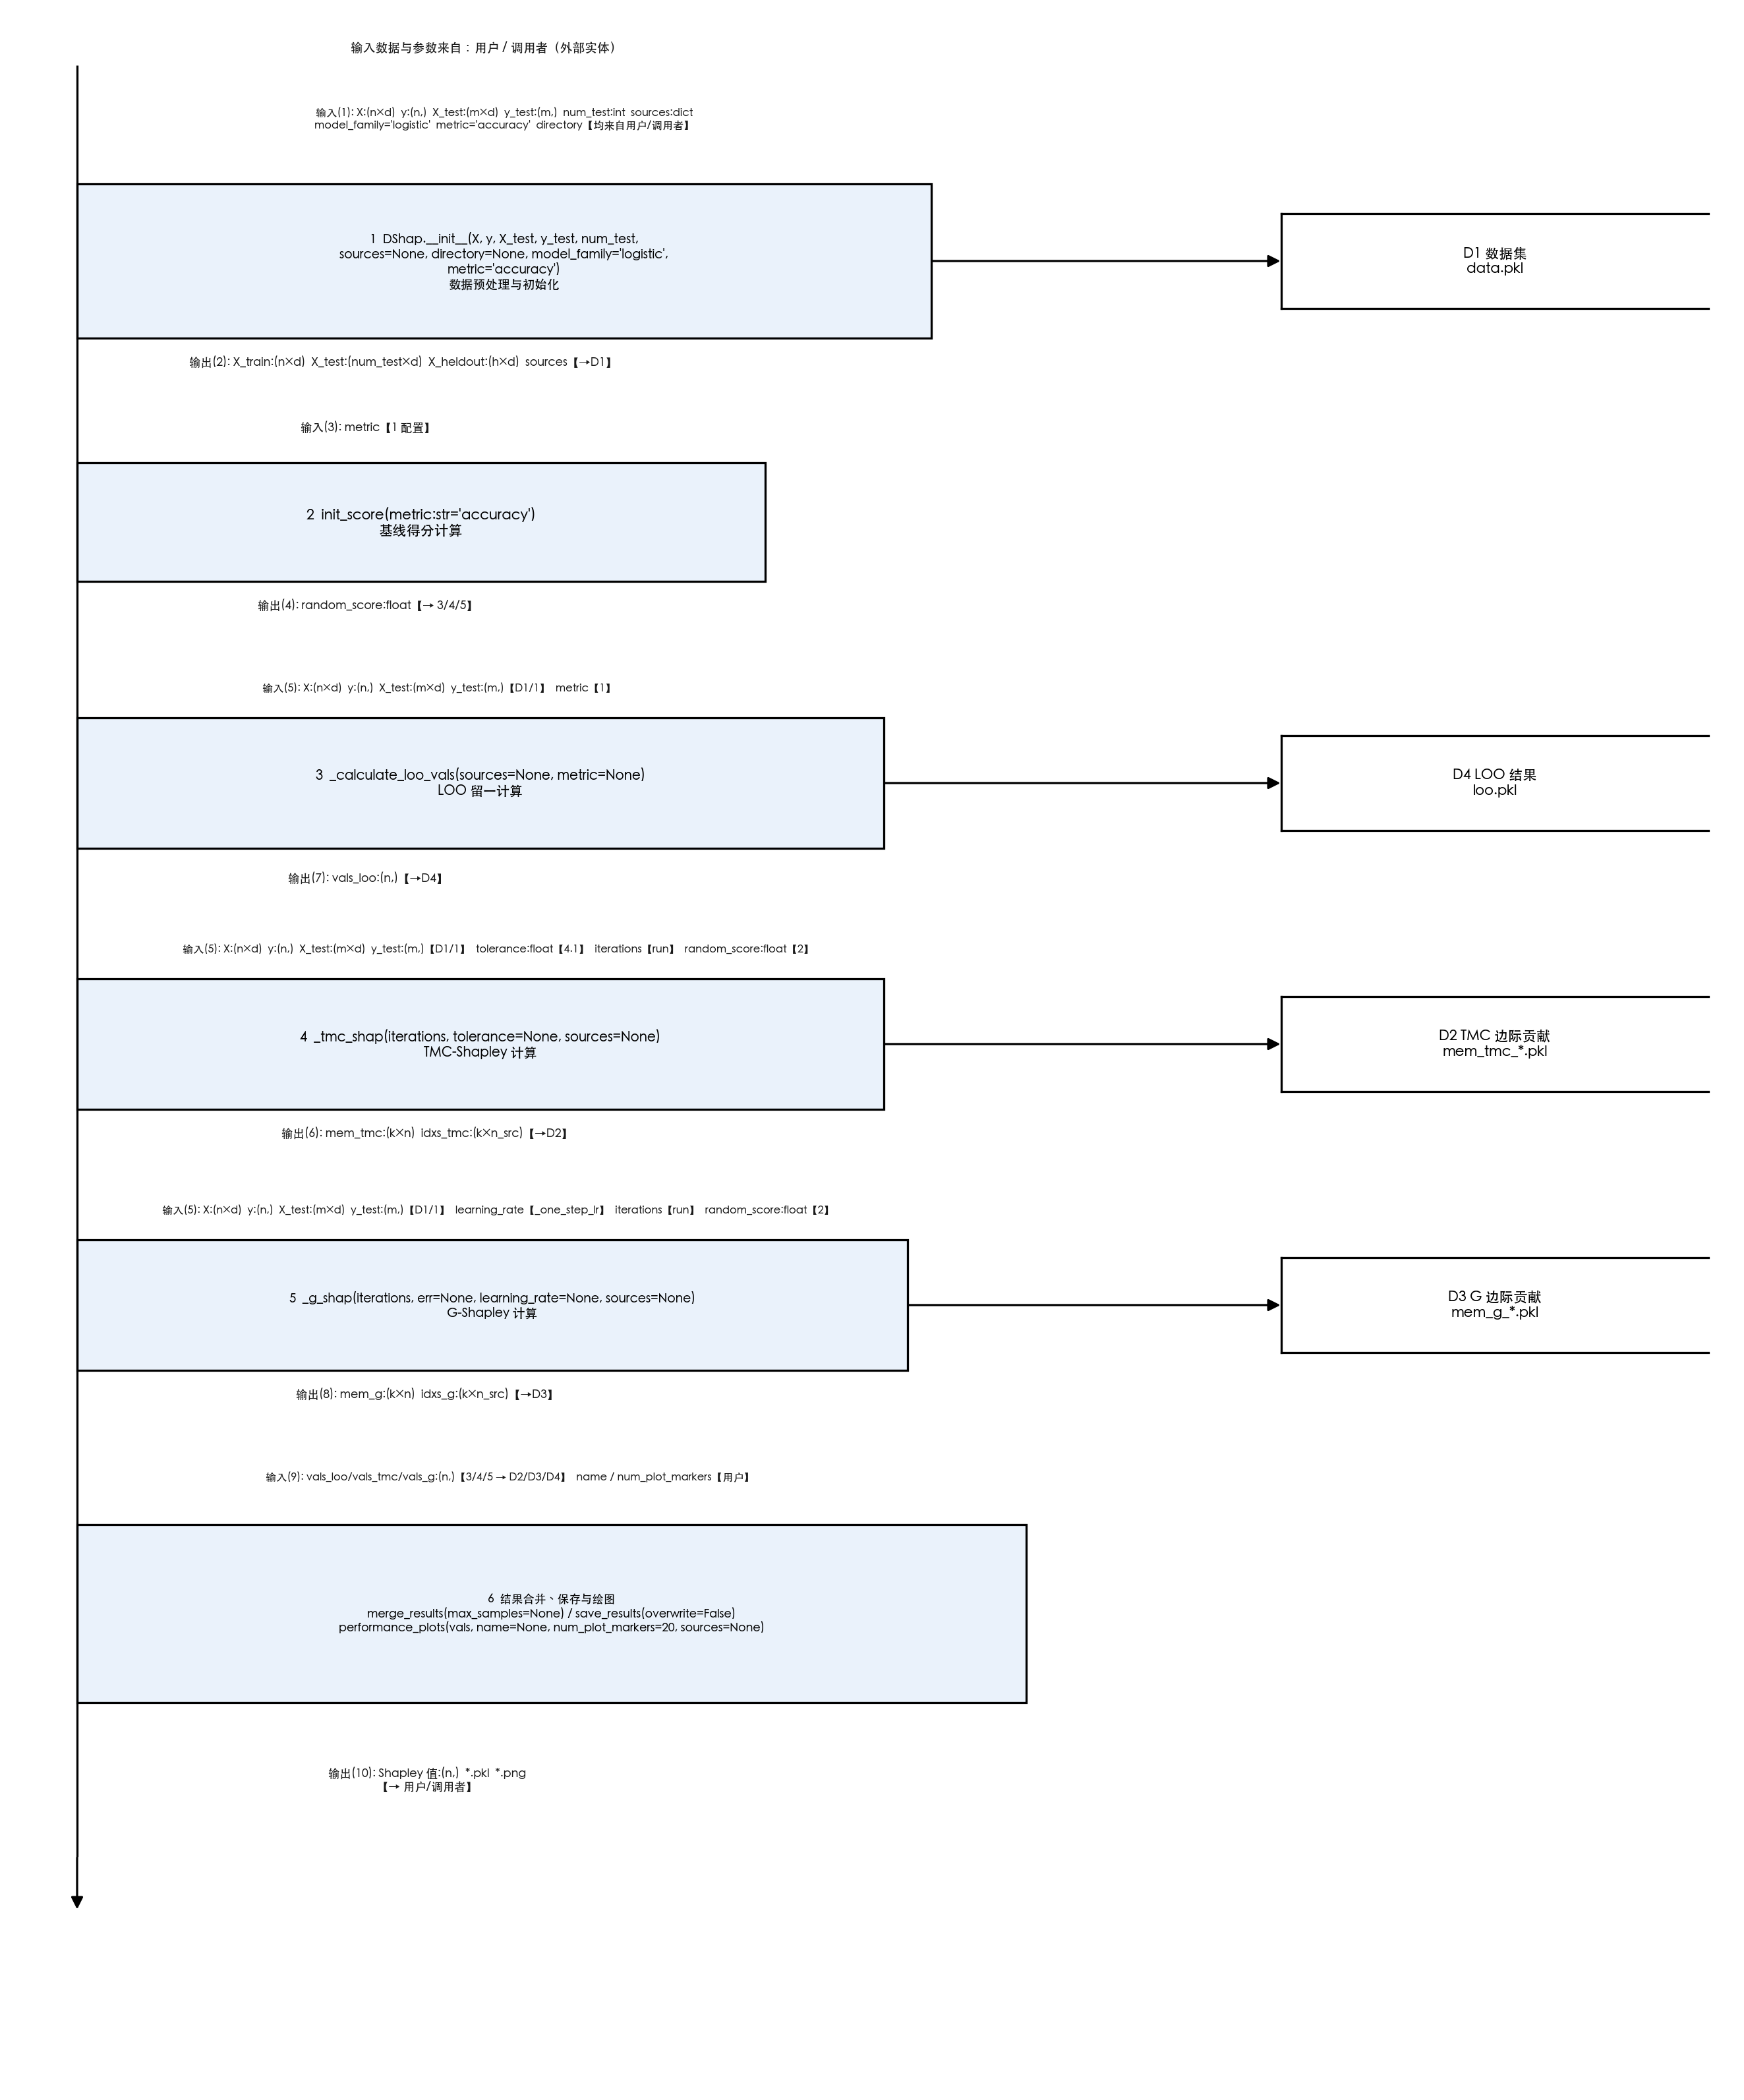 输入数据与参数来自：用户 / 调用者（外部实体）
输入(1): X:(n×d)  y:(n,)  X_test:(m×d)  y_test:(m,)  num_test:int  sources:dict
model_family='logistic'  metric='accuracy'  directory【均来自用户/调用者】
1  DShap.__init__(X, y, X_test, y_test, num_test,
sources=None, directory=None, model_family='logistic',
metric='accuracy')
数据预处理与初始化
D1 数据集
data.pkl
输出(2): X_train:(n×d)  X_test:(num_test×d)  X_heldout:(h×d)  sources【→D1】
输入(3): metric【1 配置】
2  init_score(metric:str='accuracy')
基线得分计算
输出(4): random_score:float【→ 3/4/5】
输入(5): X:(n×d)  y:(n,)  X_test:(m×d)  y_test:(m,)【D1/1】  metric【1】
3  _calculate_loo_vals(sources=None, metric=None)
LOO 留一计算
D4 LOO 结果
loo.pkl
输出(7): vals_loo:(n,)【→D4】
输入(5): X:(n×d)  y:(n,)  X_test:(m×d)  y_test:(m,)【D1/1】  tolerance:float【4.1】  iterations【run】  random_score:float【2】
4  _tmc_shap(iterations, tolerance=None, sources=None)
TMC-Shapley 计算
D2 TMC 边际贡献
mem_tmc_*.pkl
输出(6): mem_tmc:(k×n)  idxs_tmc:(k×n_src)【→D2】
输入(5): X:(n×d)  y:(n,)  X_test:(m×d)  y_test:(m,)【D1/1】  learning_rate【_one_step_lr】  iterations【run】  random_score:float【2】
5  _g_shap(iterations, err=None, learning_rate=None, sources=None)
G-Shapley 计算
D3 G 边际贡献
mem_g_*.pkl
输出(8): mem_g:(k×n)  idxs_g:(k×n_src)【→D3】
输入(9): vals_loo/vals_tmc/vals_g:(n,)【3/4/5 → D2/D3/D4】  name / num_plot_markers【用户】
6  结果合并、保存与绘图
merge_results(max_samples=None) / save_results(overwrite=False)
performance_plots(vals, name=None, num_plot_markers=20, sources=None)
输出(10): Shapley 值:(n,)  *.pkl  *.png
【→ 用户/调用者】